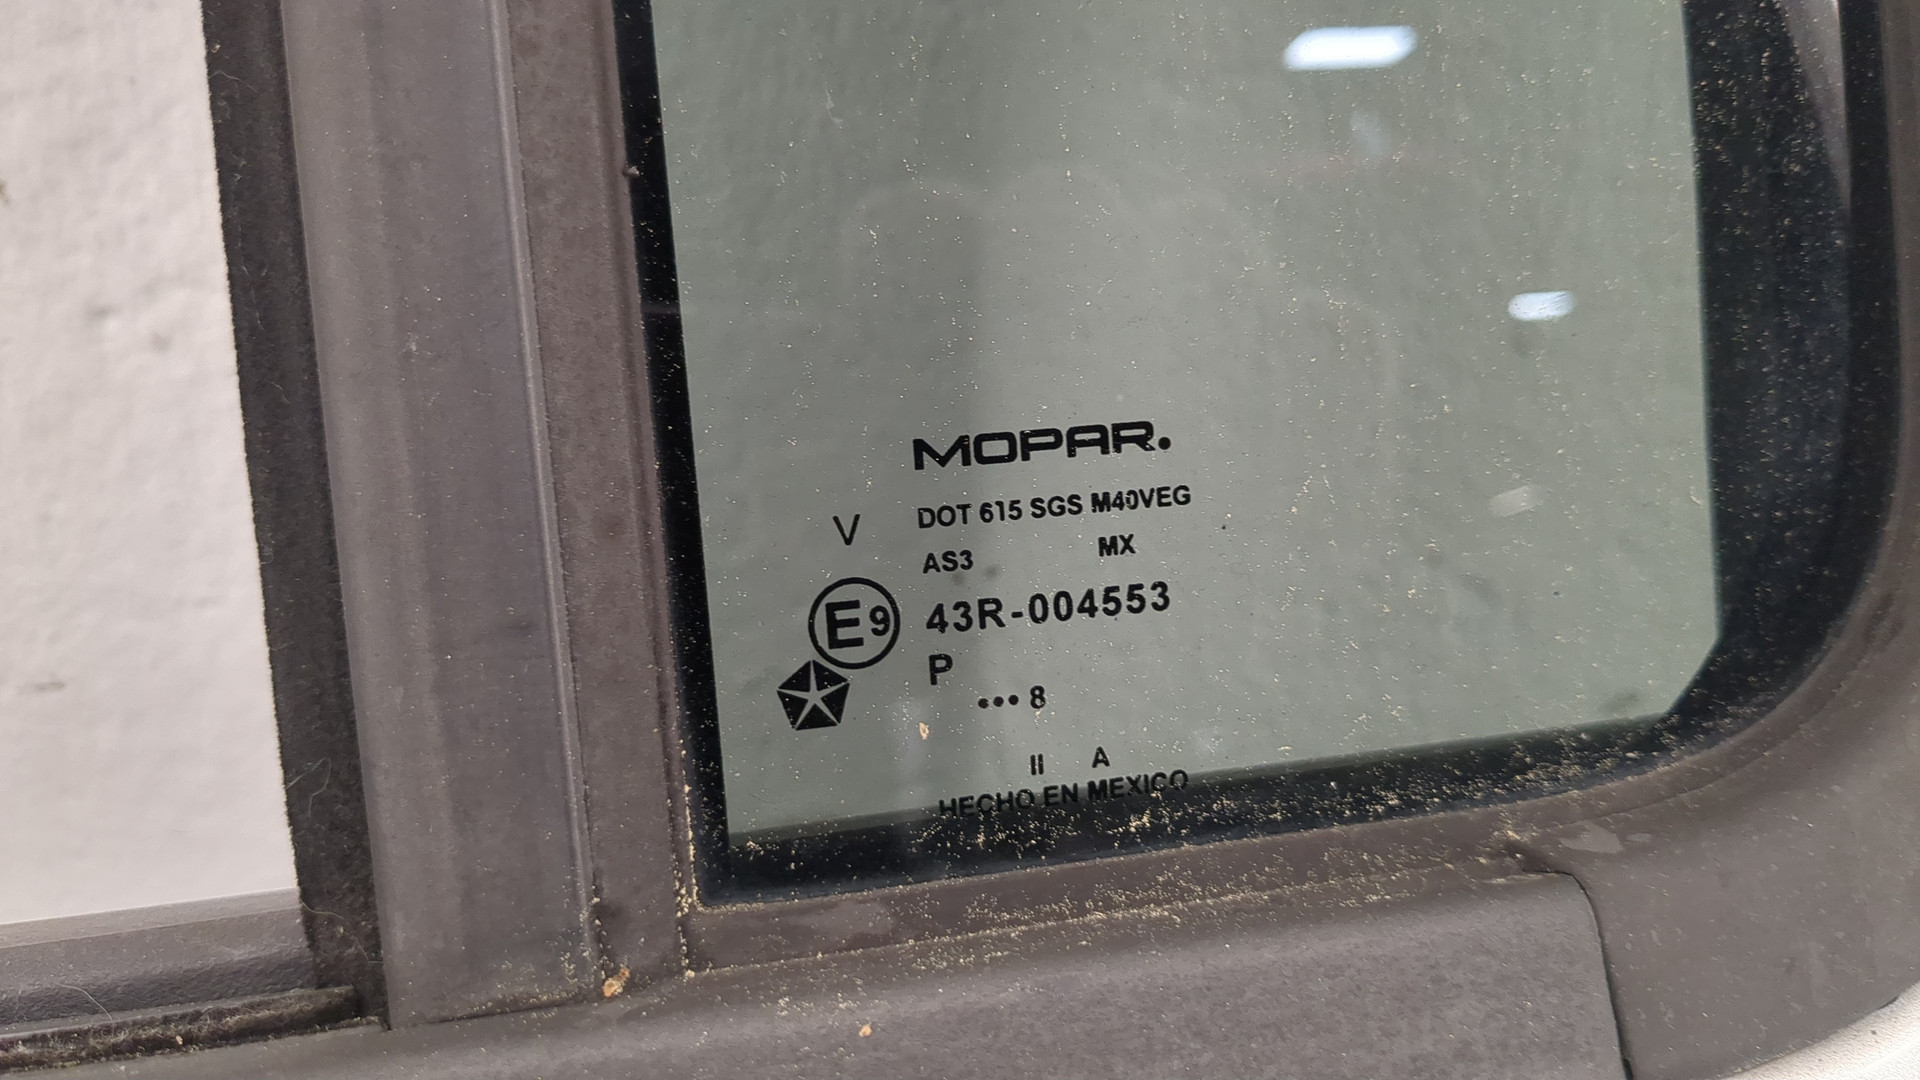 MOPAR.
DOT 615 SGS M40VEG
V
AS3 MX
E9 43R-004553
P
••• 8
II A
HECHO EN MEXICO